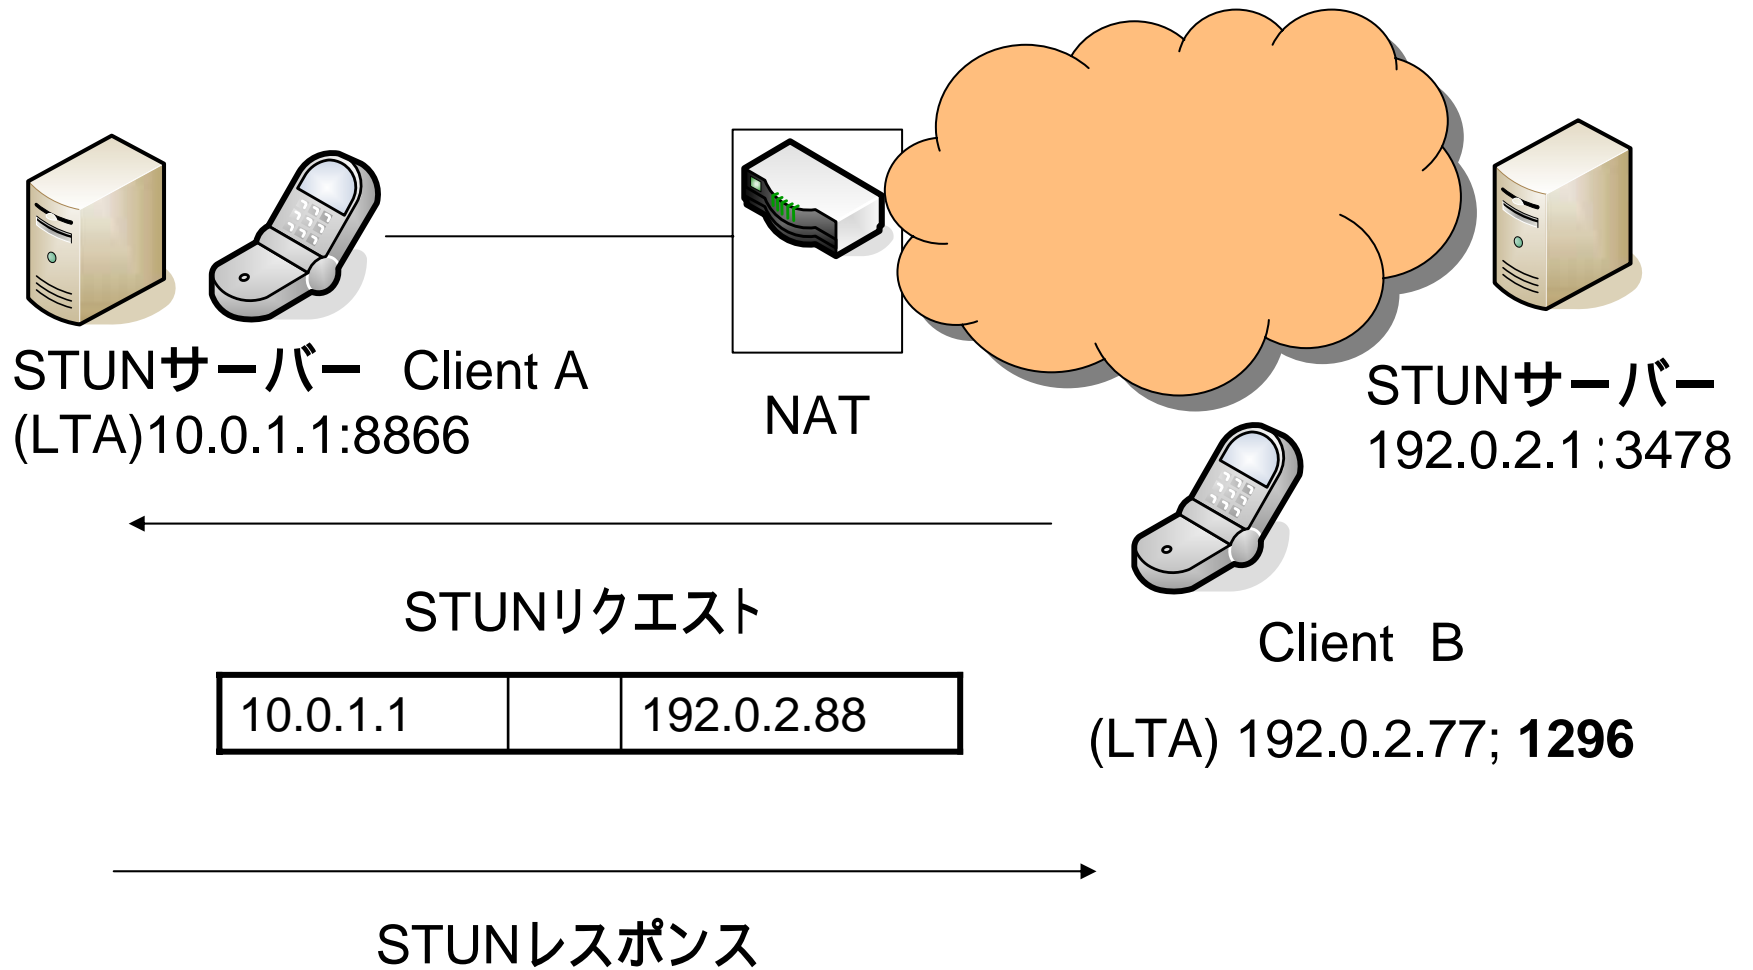 STUNサーバー Client A
(LTA)10.0.1.1:8866
NAT
STUNサーバー
192.0.2.1:3478
STUNリクエスト
10.0.1.1 192.0.2.88
Client B
(LTA) 192.0.2.77; 1296
STUNレスポンス